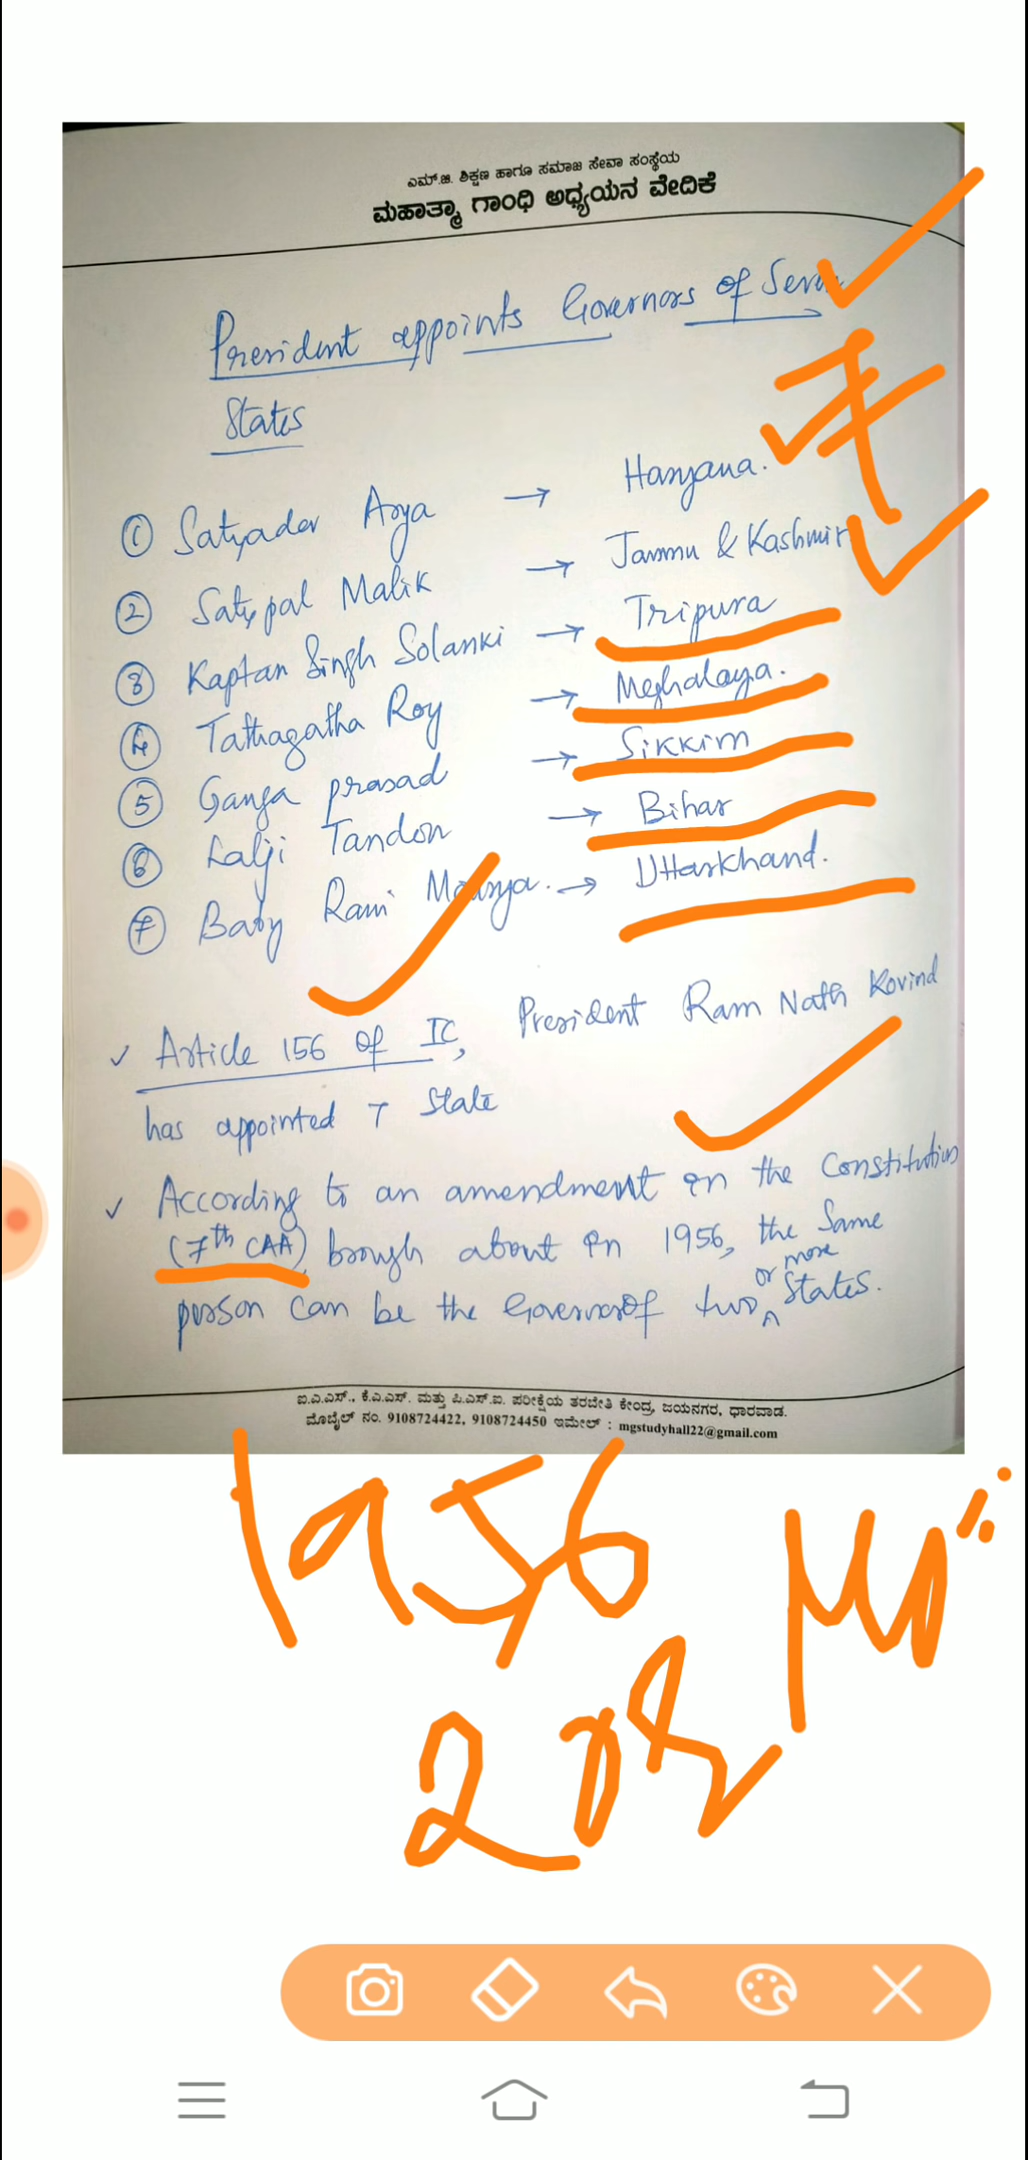 ಎಮ್.ಜಿ. ಶಿಕ್ಷಣ ಹಾಗೂ ಸಮಾಜ ಸೇವಾ ಸಂಸ್ಥೆಯ
ಮಹಾತ್ಮಾ ಗಾಂಧಿ ಅಧ್ಯಯನ ವೇದಿಕೆ
President appoints Governors of Seven
States
① Satyadev Arya → Haryana.
② Satypal Malik → Jammu & Kashmir
③ Kaptan Singh Solanki → Tripura
④ Tathagatha Roy → Meghalaya.
⑤ Ganga prasad → Sikkim
⑥ Lalji Tandon → Bihar
⑦ Baby Rani Maurya. → Uttarkhand.
✓ Article 156 of IC, President Ram Nath Kovind
has appointed 7 State
✓ According to an amendment in the Constitution
(7th CAA) brough about in 1956, the Same
person can be the Governor of two or more States.
ಐ.ಎ.ಎಸ್., ಕೆ.ಎ.ಎಸ್. ಮತ್ತು ಪಿ.ಎಸ್.ಐ. ಪರೀಕ್ಷೆಯ ತರಬೇತಿ ಕೇಂದ್ರ, ಜಯನಗರ, ಧಾರವಾಡ.
ಮೊಬೈಲ್ ನಂ. 9108724422, 9108724450 ಇಮೇಲ್ : mgstudyhall22@gmail.com
1956
2 or